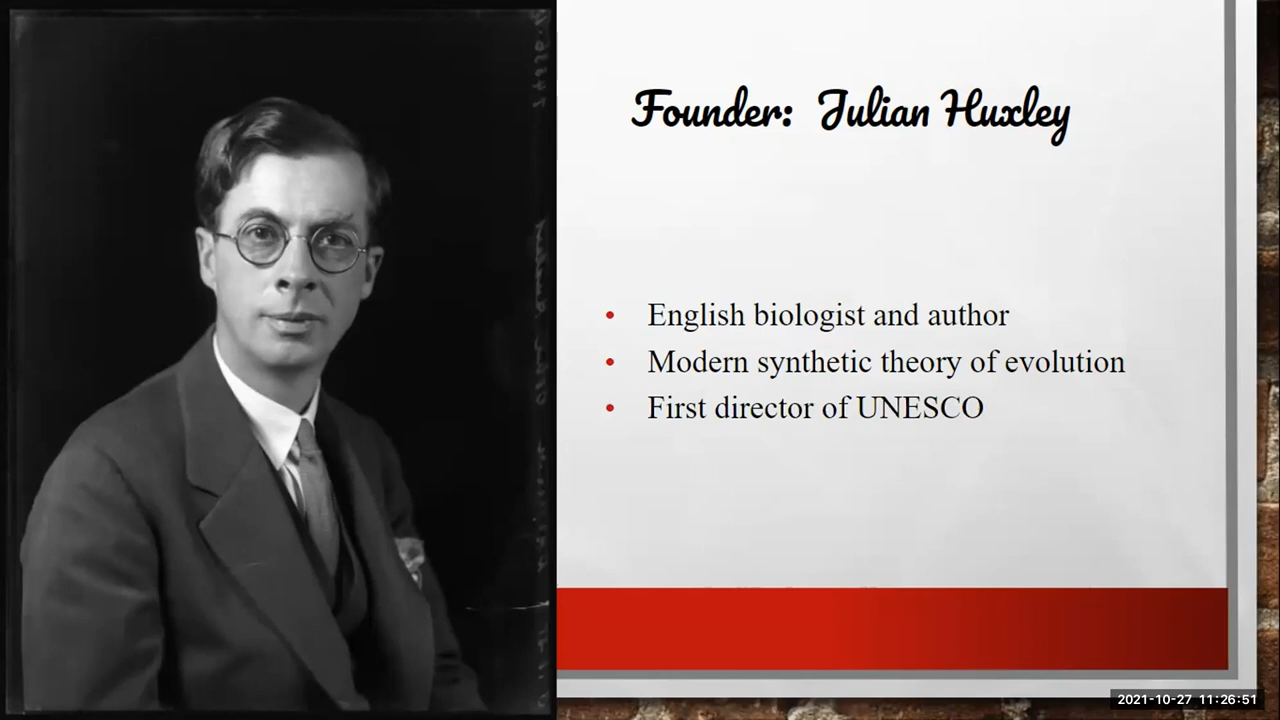 Founder: Julian Huxley
• English biologist and author
• Modern synthetic theory of evolution
• First director of UNESCO
2021-10-27 11:26:51